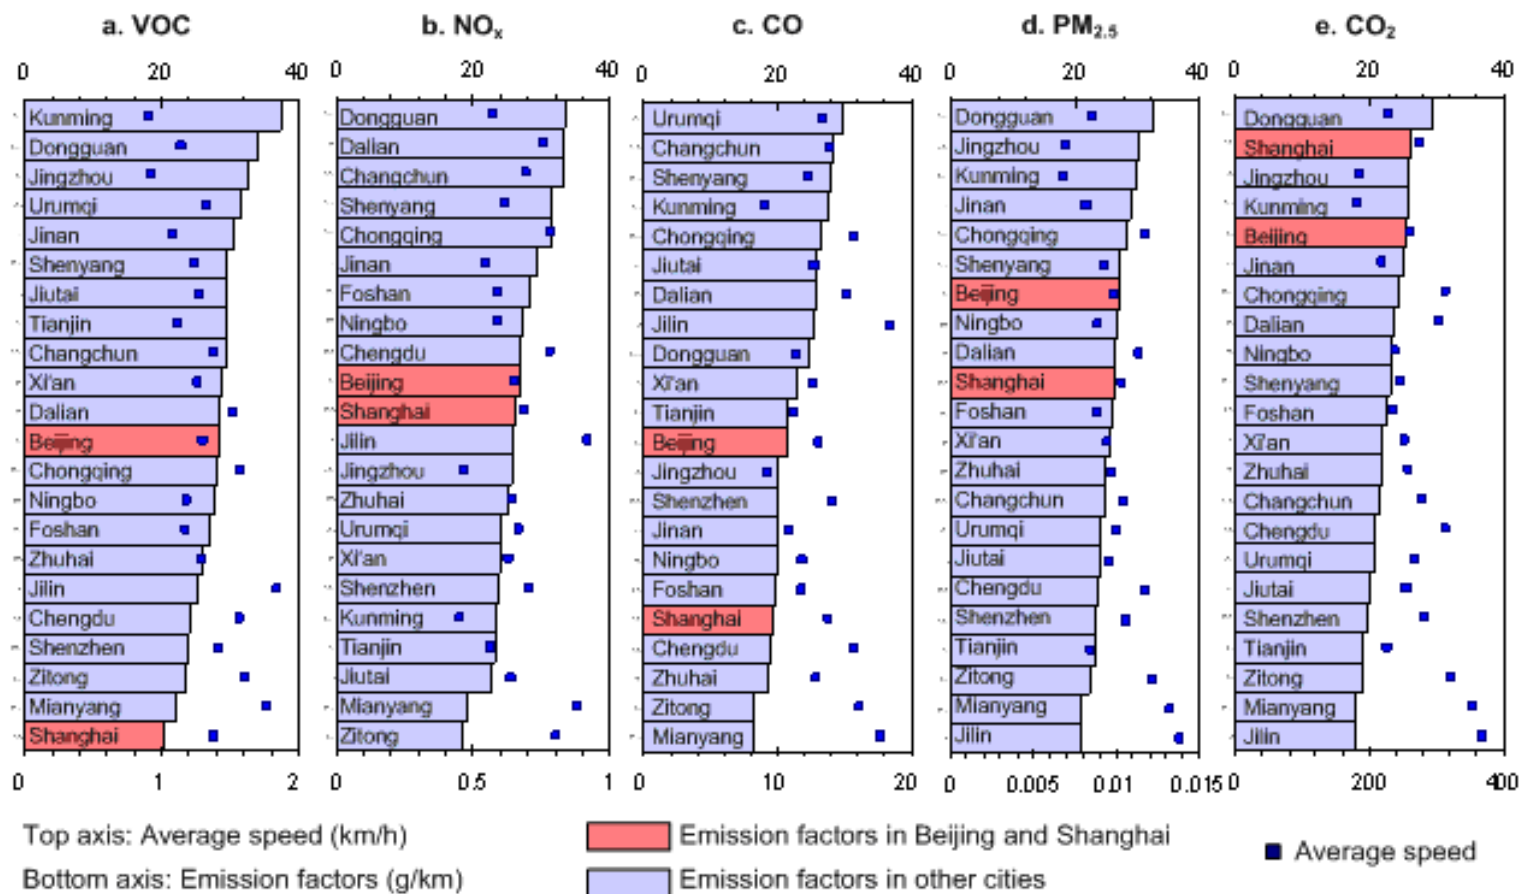 a. VOC
b. NOx
c. CO
d. PM2.5
e. CO2
0 20 40
0 20 40
0 20 40
0 20 40
0 20 40
Kunming
Dongguan
Jingzhou
Urumqi
Jinan
Shenyang
Jiutai
Tianjin
Changchun
Xi'an
Dalian
Beijing
Chongqing
Ningbo
Foshan
Zhuhai
Jilin
Chengdu
Shenzhen
Zitong
Mianyang
Shanghai
0 1 2
Dongguan
Dalian
Changchun
Shenyang
Chongqing
Jinan
Foshan
Ningbo
Chengdu
Beijing
Shanghai
Jilin
Jingzhou
Zhuhai
Urumqi
Xi'an
Shenzhen
Kunming
Tianjin
Jiutai
Mianyang
Zitong
0 0.5 1
Urumqi
Changchun
Shenyang
Kunming
Chongqing
Jiutai
Dalian
Jilin
Dongguan
Xi'an
Tianjin
Beijing
Jingzhou
Shenzhen
Jinan
Ningbo
Foshan
Shanghai
Chengdu
Zhuhai
Zitong
Mianyang
0 10 20
Dongguan
Jingzhou
Kunming
Jinan
Chongqing
Shenyang
Beijing
Ningbo
Dalian
Shanghai
Foshan
Xi'an
Zhuhai
Changchun
Urumqi
Jiutai
Chengdu
Shenzhen
Tianjin
Zitong
Mianyang
Jilin
0 0.005 0.01 0.015
Dongguan
Shanghai
Jingzhou
Kunming
Beijing
Jinan
Chongqing
Dalian
Ningbo
Shenyang
Foshan
Xi'an
Zhuhai
Changchun
Chengdu
Urumqi
Jiutai
Shenzhen
Tianjin
Zitong
Mianyang
Jilin
0 200 400
Top axis: Average speed (km/h)
Bottom axis: Emission factors (g/km)
Emission factors in Beijing and Shanghai
Emission factors in other cities
Average speed